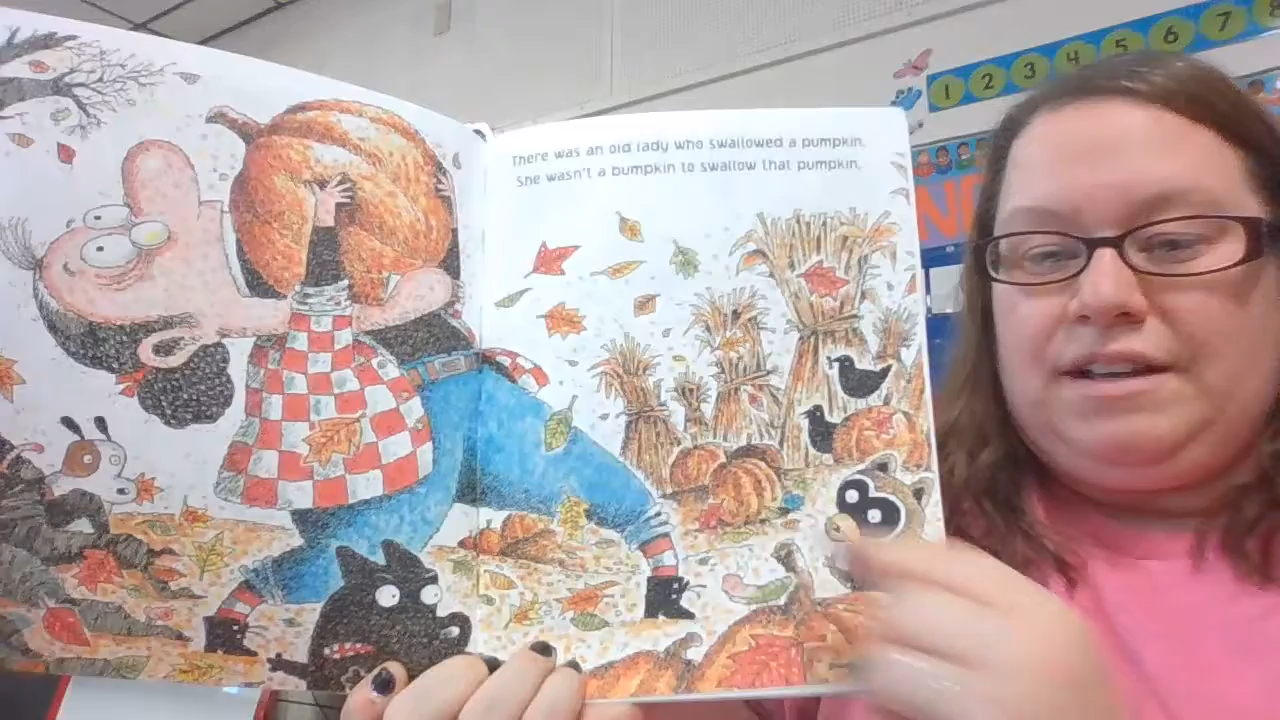 There was an old lady who swallowed a pumpkin.
She wasn't a bumpkin to swallow that pumpkin.
1 2 3 4 5 6 7 8